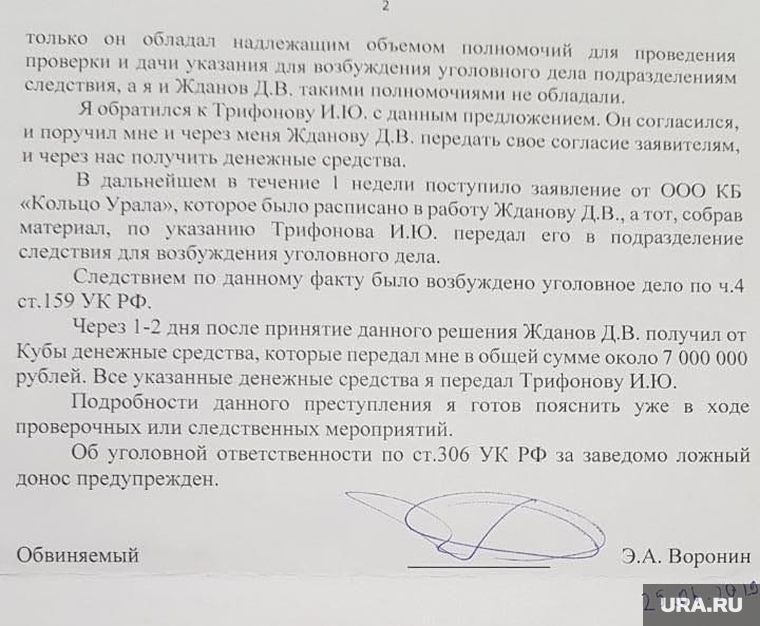 2
только он обладал надлежащим объемом полномочий для проведения
проверки и дачи указания для возбуждения уголовного дела подразделениям
следствия, а я и Жданов Д.В. такими полномочиями не обладали.
Я обратился к Трифонову И.Ю. с данным предложением. Он согласился,
и поручил мне и через меня Жданову Д.В. передать свое согласие заявителям,
и через нас получить денежные средства.
В дальнейшем в течение 1 недели поступило заявление от ООО КБ
«Кольцо Урала», которое было расписано в работу Жданову Д.В., а тот, собрав
материал, по указанию Трифонова И.Ю. передал его в подразделение
следствия для возбуждения уголовного дела.
Следствием по данному факту было возбуждено уголовное дело по ч.4
ст.159 УК РФ.
Через 1-2 дня после принятие данного решения Жданов Д.В. получил от
Кубы денежные средства, которые передал мне в общей сумме около 7 000 000
рублей. Все указанные денежные средства я передал Трифонову И.Ю.
Подробности данного преступления я готов пояснить уже в ходе
проверочных или следственных мероприятий.
Об уголовной ответственности по ст.306 УК РФ за заведомо ложный
донос предупрежден.
Обвиняемый Э.А. Воронин
URA.RU